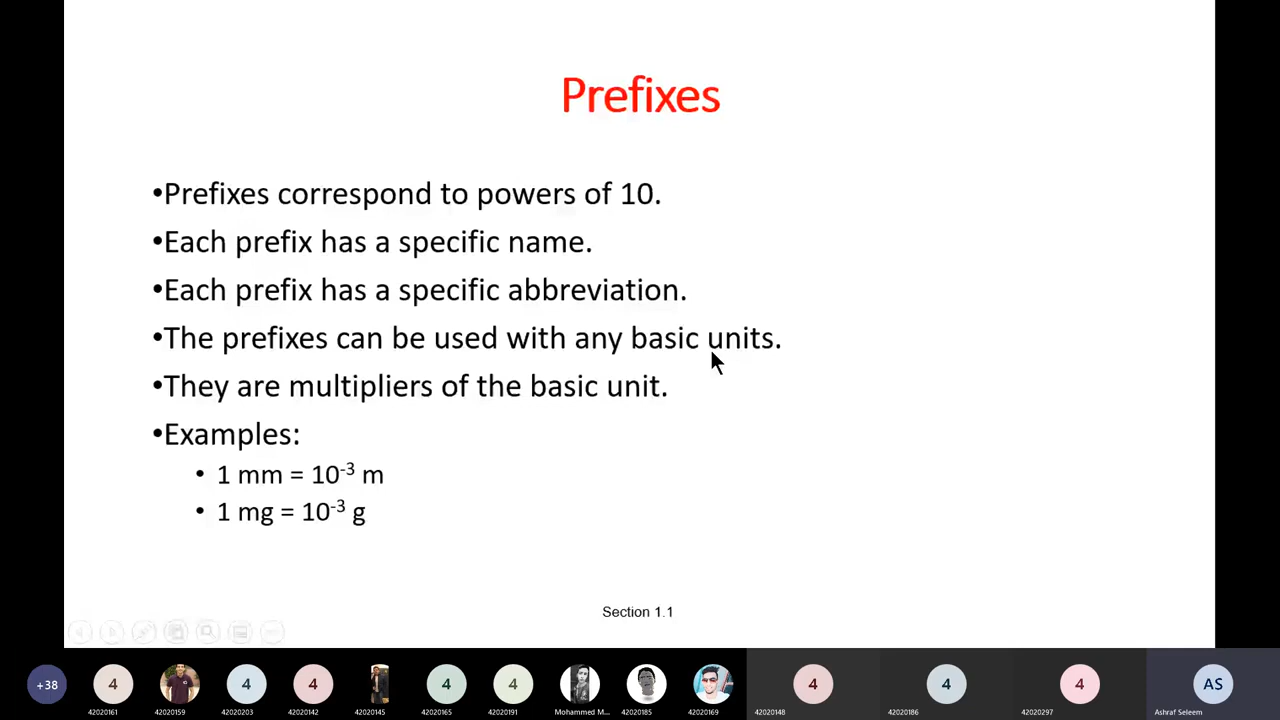 Prefixes
•Prefixes correspond to powers of 10.
•Each prefix has a specific name.
•Each prefix has a specific abbreviation.
•The prefixes can be used with any basic units.
•They are multipliers of the basic unit.
•Examples:
• 1 mm = 10⁻³ m
• 1 mg = 10⁻³ g
Section 1.1
+38 4 4 4 4 4 4 4 4 AS
42020161 42020159 42020203 42020142 42020145 42020165 42020191 Mohammed M... 42020185 42020169 42020148 42020186 42020297 Ashraf Seleem